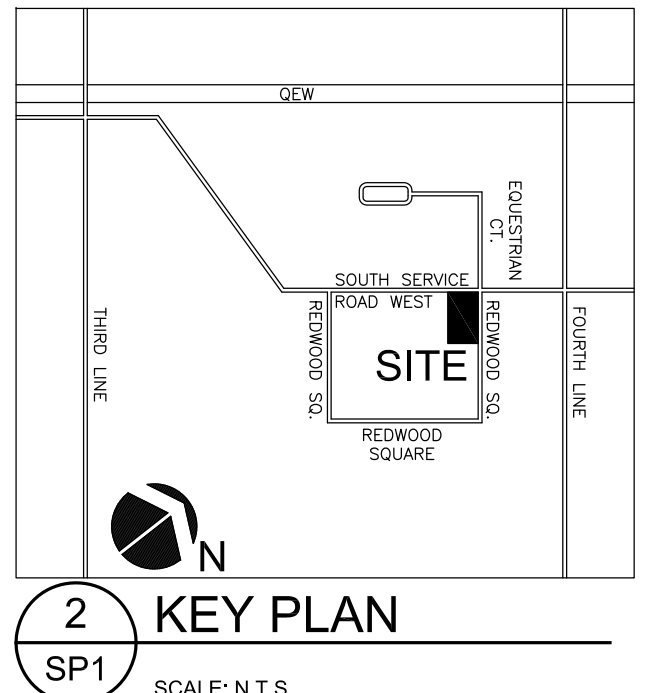 QEW
EQUESTRIAN
CT.
SOUTH SERVICE
ROAD WEST
THIRD LINE
REDWOOD SQ.
SITE
REDWOOD SQ.
FOURTH LINE
REDWOOD
SQUARE
N
2
KEY PLAN
SP1
SCALE: N.T.S.